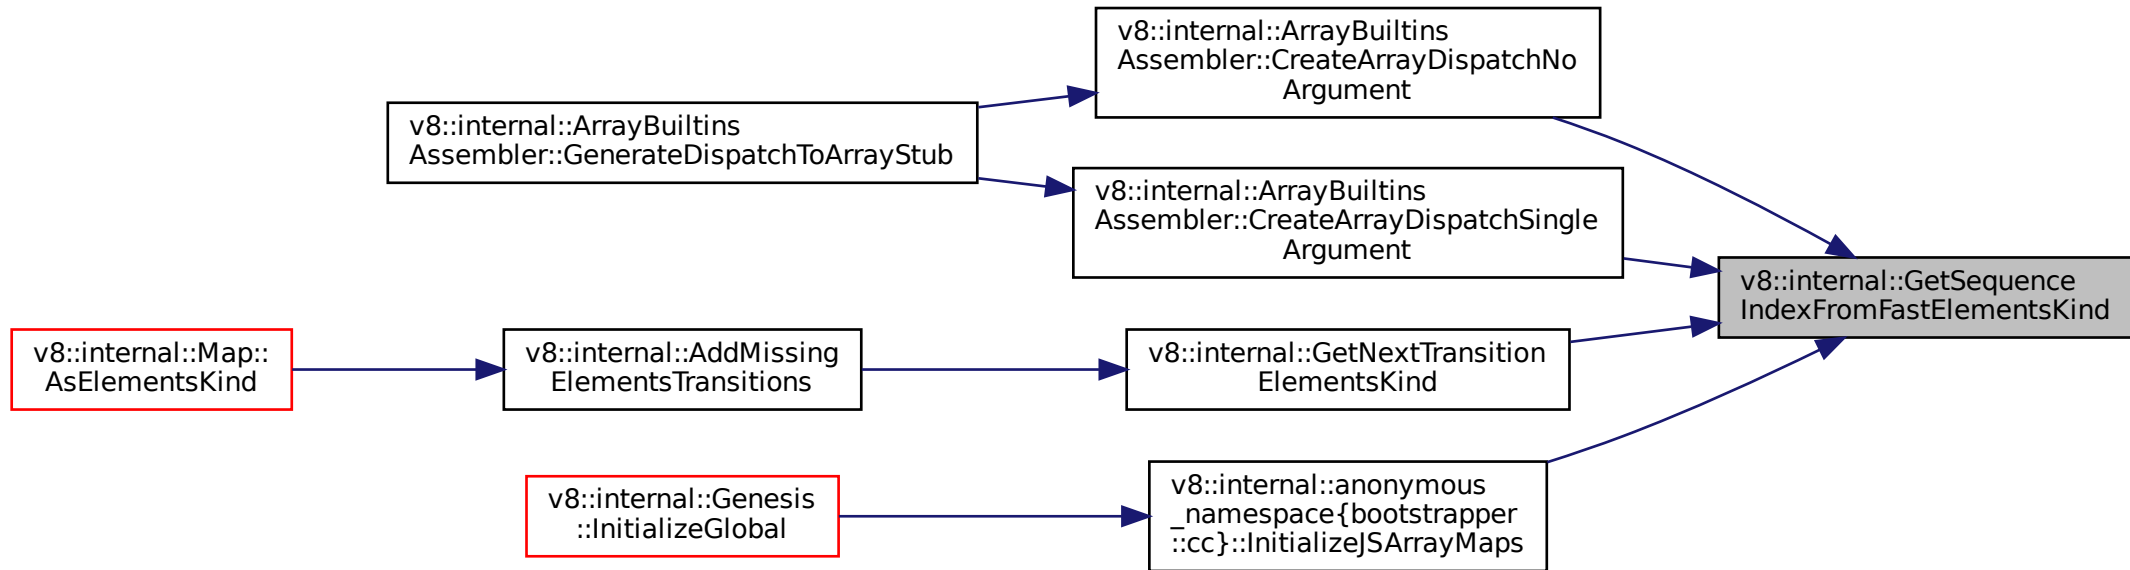 v8::internal::ArrayBuiltins
Assembler::CreateArrayDispatchNo
Argument
v8::internal::ArrayBuiltins
Assembler::GenerateDispatchToArrayStub
v8::internal::ArrayBuiltins
Assembler::CreateArrayDispatchSingle
Argument
v8::internal::GetSequence
IndexFromFastElementsKind
v8::internal::Map::
AsElementsKind
v8::internal::AddMissing
ElementsTransitions
v8::internal::GetNextTransition
ElementsKind
v8::internal::Genesis
::InitializeGlobal
v8::internal::anonymous
_namespace{bootstrapper
::cc}::InitializeJSArrayMaps